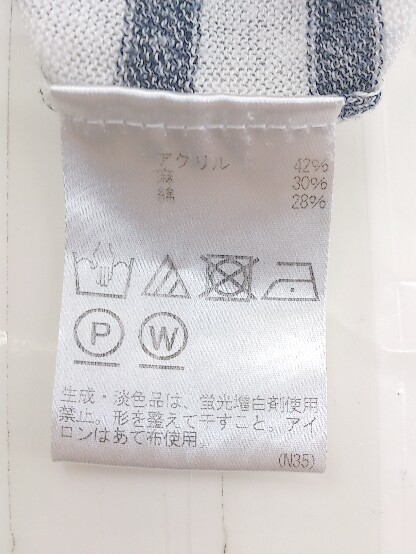 アクリル 42%
麻 30%
綿 28%
P W
生成・淡色品は、蛍光増白剤使用
禁止。形を整えて干すこと。アイ
ロンはあて布使用。
(N35)